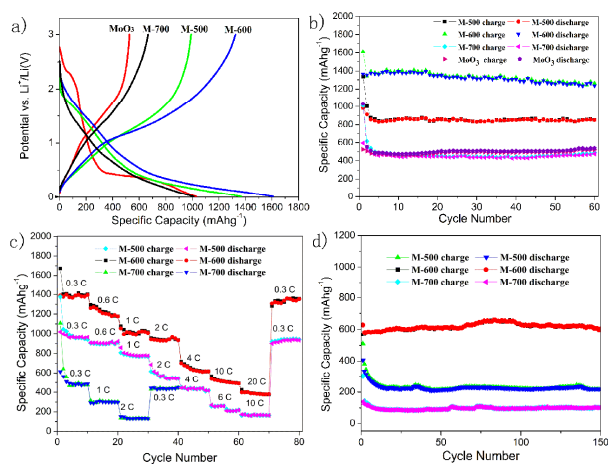 a)
MoO3 M-700 M-500 M-600
Potential vs. Li+/Li(V)
3
2
1
0
0 200 400 600 800 1000 1200 1400 1600 1800
Specific Capacity (mAhg-1)
b)
M-500 charge M-500 discharge
M-600 charge M-600 discharge
M-700 charge M-700 discharge
MoO3 charge MoO3 discharge
Specific Capacity (mAhg-1)
2000
1800
1600
1400
1200
1000
800
600
400
200
0
0 10 20 30 40 50 60
Cycle Number
c)
M-500 charge M-500 discharge
M-600 charge M-600 discharge
M-700 charge M-700 discharge
Specific Capacity (mAhg-1)
2000
1800
1600
1400
1200
1000
800
600
400
200
0
0.3 C 0.6 C 1 C 2 C 4 C 10 C 20 C
0.3 C 0.6 C 1 C 2 C 4 C 6 C 10 C
0.3 C 1 C 2 C 0.3 C
0 20 40 60 80
Cycle Number
d)
M-500 charge M-500 discharge
M-600 charge M-600 discharge
M-700 charge M-700 discharge
Specific Capacity (mAhg-1)
1200
1000
800
600
400
200
0
0 50 100 150
Cycle Number